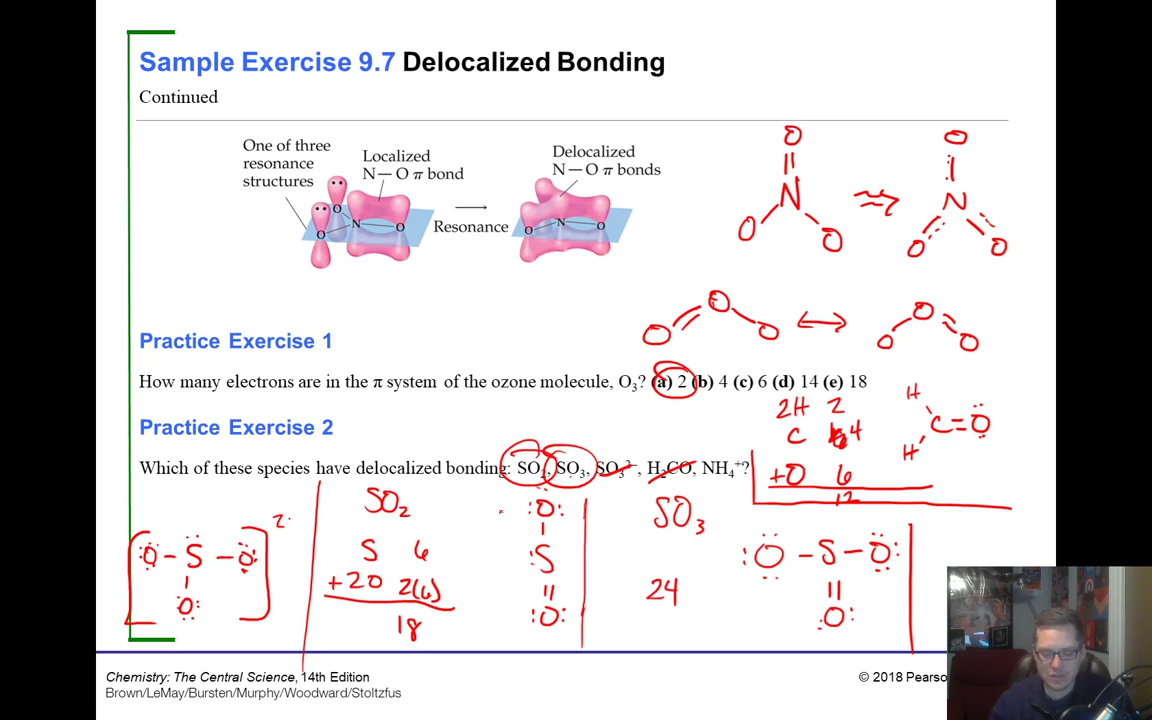 Sample Exercise 9.7 Delocalized Bonding
Continued
One of three
resonance
structures
Localized
N—O π bond
Delocalized
N—O π bonds
O
N
O
Resonance
O
N
O
O
N
O
O
O
N
O
O
O
O
O
O
O
O
Practice Exercise 1
How many electrons are in the π system of the ozone molecule, O₃? (a) 2 (b) 4 (c) 6 (d) 14 (e) 18
Practice Exercise 2
Which of these species have delocalized bonding: SO₂, SO₃, SO₃²⁻, H₂CO, NH₄⁺?
2H 2
C 4
+O 6
12
H
C=O
H
[:O-S-O:
O:] 2-
SO₂
S 6
+2O 2(6)
18
:O:
:S
:O:
SO₃
24
:O-S-O:
:O:
Chemistry: The Central Science, 14th Edition
Brown/LeMay/Bursten/Murphy/Woodward/Stoltzfus
© 2018 Pearso